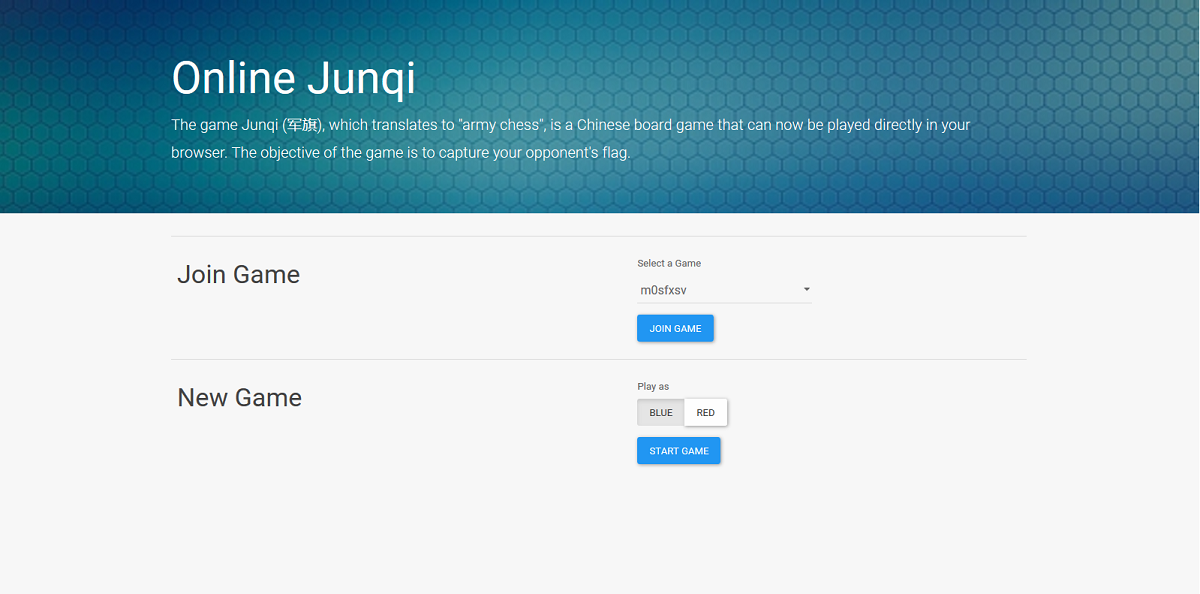 Online Junqi
The game Junqi (军旗), which translates to "army chess", is a Chinese board game that can now be played directly in your
browser. The objective of the game is to capture your opponent's flag.
Join Game
Select a Game
m0sfxsv
JOIN GAME
New Game
Play as
BLUE RED
START GAME